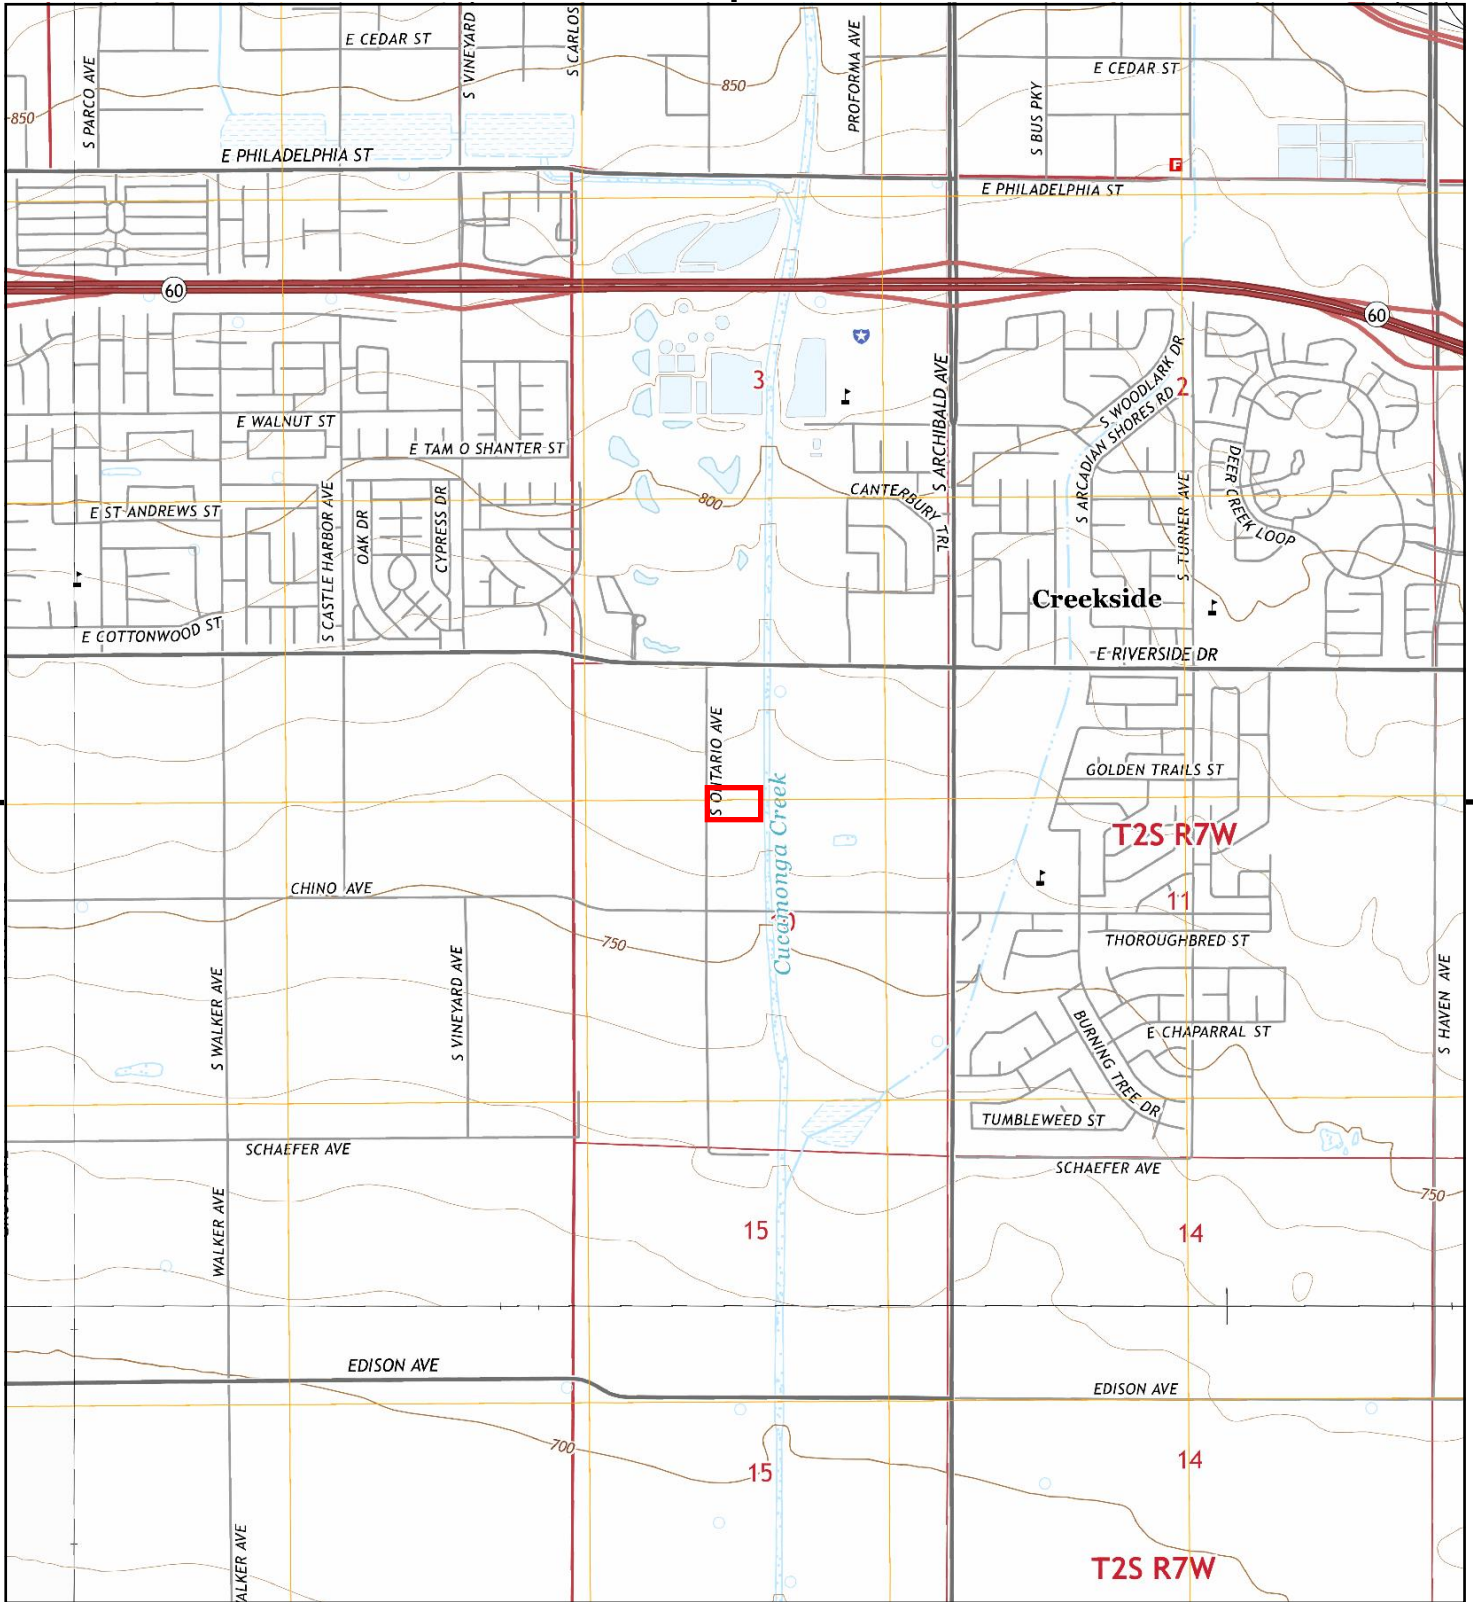 E CEDAR ST
S VINEYARD
S CARLOS
PROFORMA AVE
E CEDAR ST
S PARCO AVE
850
850
S BUS PKY
E PHILADELPHIA ST
F
E PHILADELPHIA ST
60
60
3
S ARCHIBALD AVE
S WOODLARK DR
S ARCADIAN SHORES RD
2
E WALNUT ST
E TAM O SHANTER ST
DEER CREEK LOOP
800
CANTERBURY TRL
S TURNER AVE
E ST ANDREWS ST
S CASTLE HARBOR AVE
OAK DR
CYPRESS DR
Creekside
E COTTONWOOD ST
E RIVERSIDE DR
S ONTARIO AVE
GOLDEN TRAILS ST
Cucamonga Creek
T2S R7W
CHINO AVE
11
750
THOROUGHBRED ST
S WALKER AVE
S VINEYARD AVE
BURNING TREE DR
E CHAPARRAL ST
S HAVEN AVE
TUMBLEWEED ST
SCHAEFER AVE
SCHAEFER AVE
WALKER AVE
750
15
14
EDISON AVE
EDISON AVE
700
15
14
T2S R7W